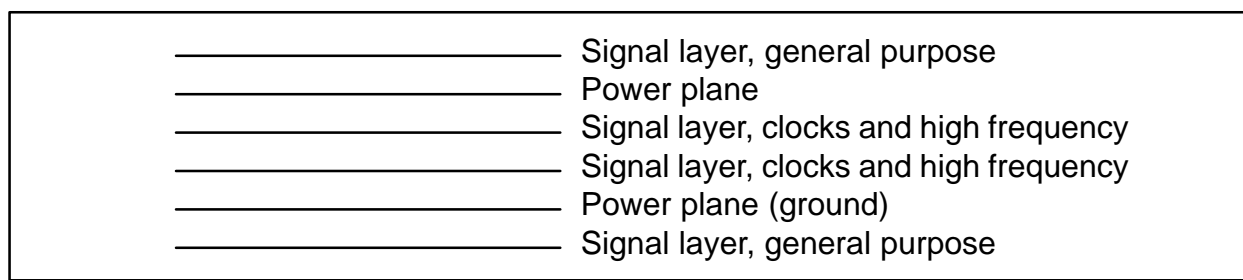 Signal layer, general purpose
Power plane
Signal layer, clocks and high frequency
Signal layer, clocks and high frequency
Power plane (ground)
Signal layer, general purpose